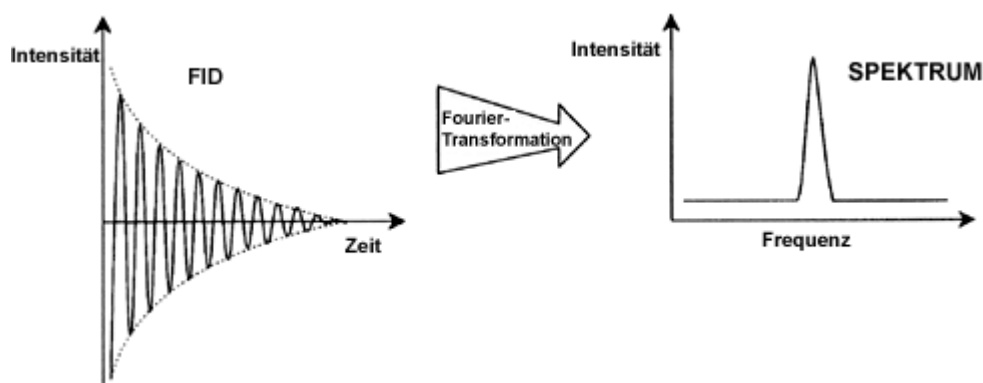 Intensität
FID
Zeit
Fourier-
Transformation
Intensität
SPEKTRUM
Frequenz